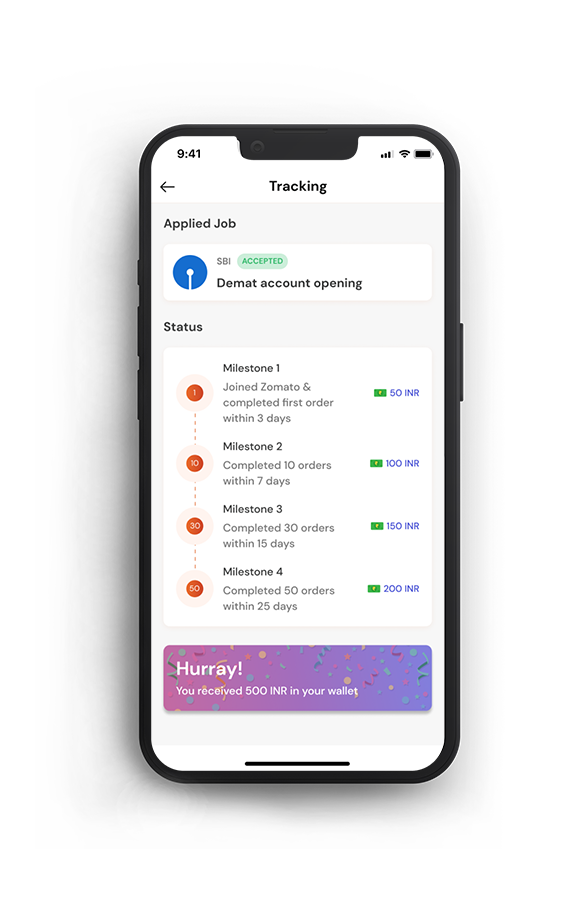 9:41
Tracking
Applied Job
SBI ACCEPTED
Demat account opening
Status
Milestone 1
1
Joined Zomato &
completed first order
within 3 days
50 INR
Milestone 2
10
Completed 10 orders
within 7 days
100 INR
Milestone 3
30
Completed 30 orders
within 15 days
150 INR
Milestone 4
50
Completed 50 orders
within 25 days
200 INR
Hurray!
You received 500 INR in your wallet